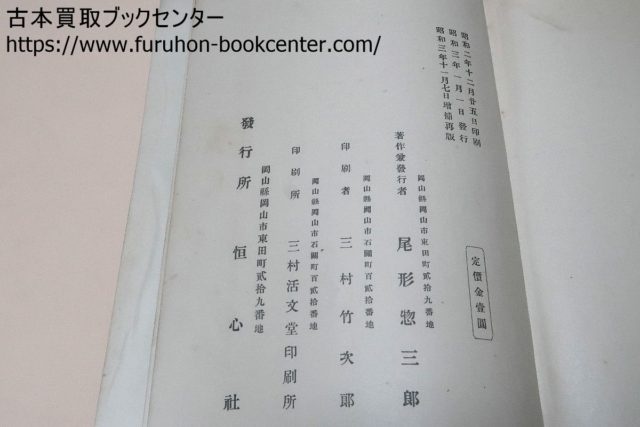 古本買取ブックセンター
https://www.furuhon-bookcenter.com/
昭和二年十二月廿五日印刷
昭和三年一月一日發行
昭和三年十一月七日增補再版
定價金壹圓
岡山縣岡山市東田町貳拾九番地
著作兼發行者 尾形惣三郎
岡山縣岡山市石關町百貳拾番地
印刷者 三村竹次郎
岡山縣岡山市石關町百貳拾番地
印刷所 三村活文堂印刷所
岡山縣岡山市東田町貳拾九番地
發行所 恒心社